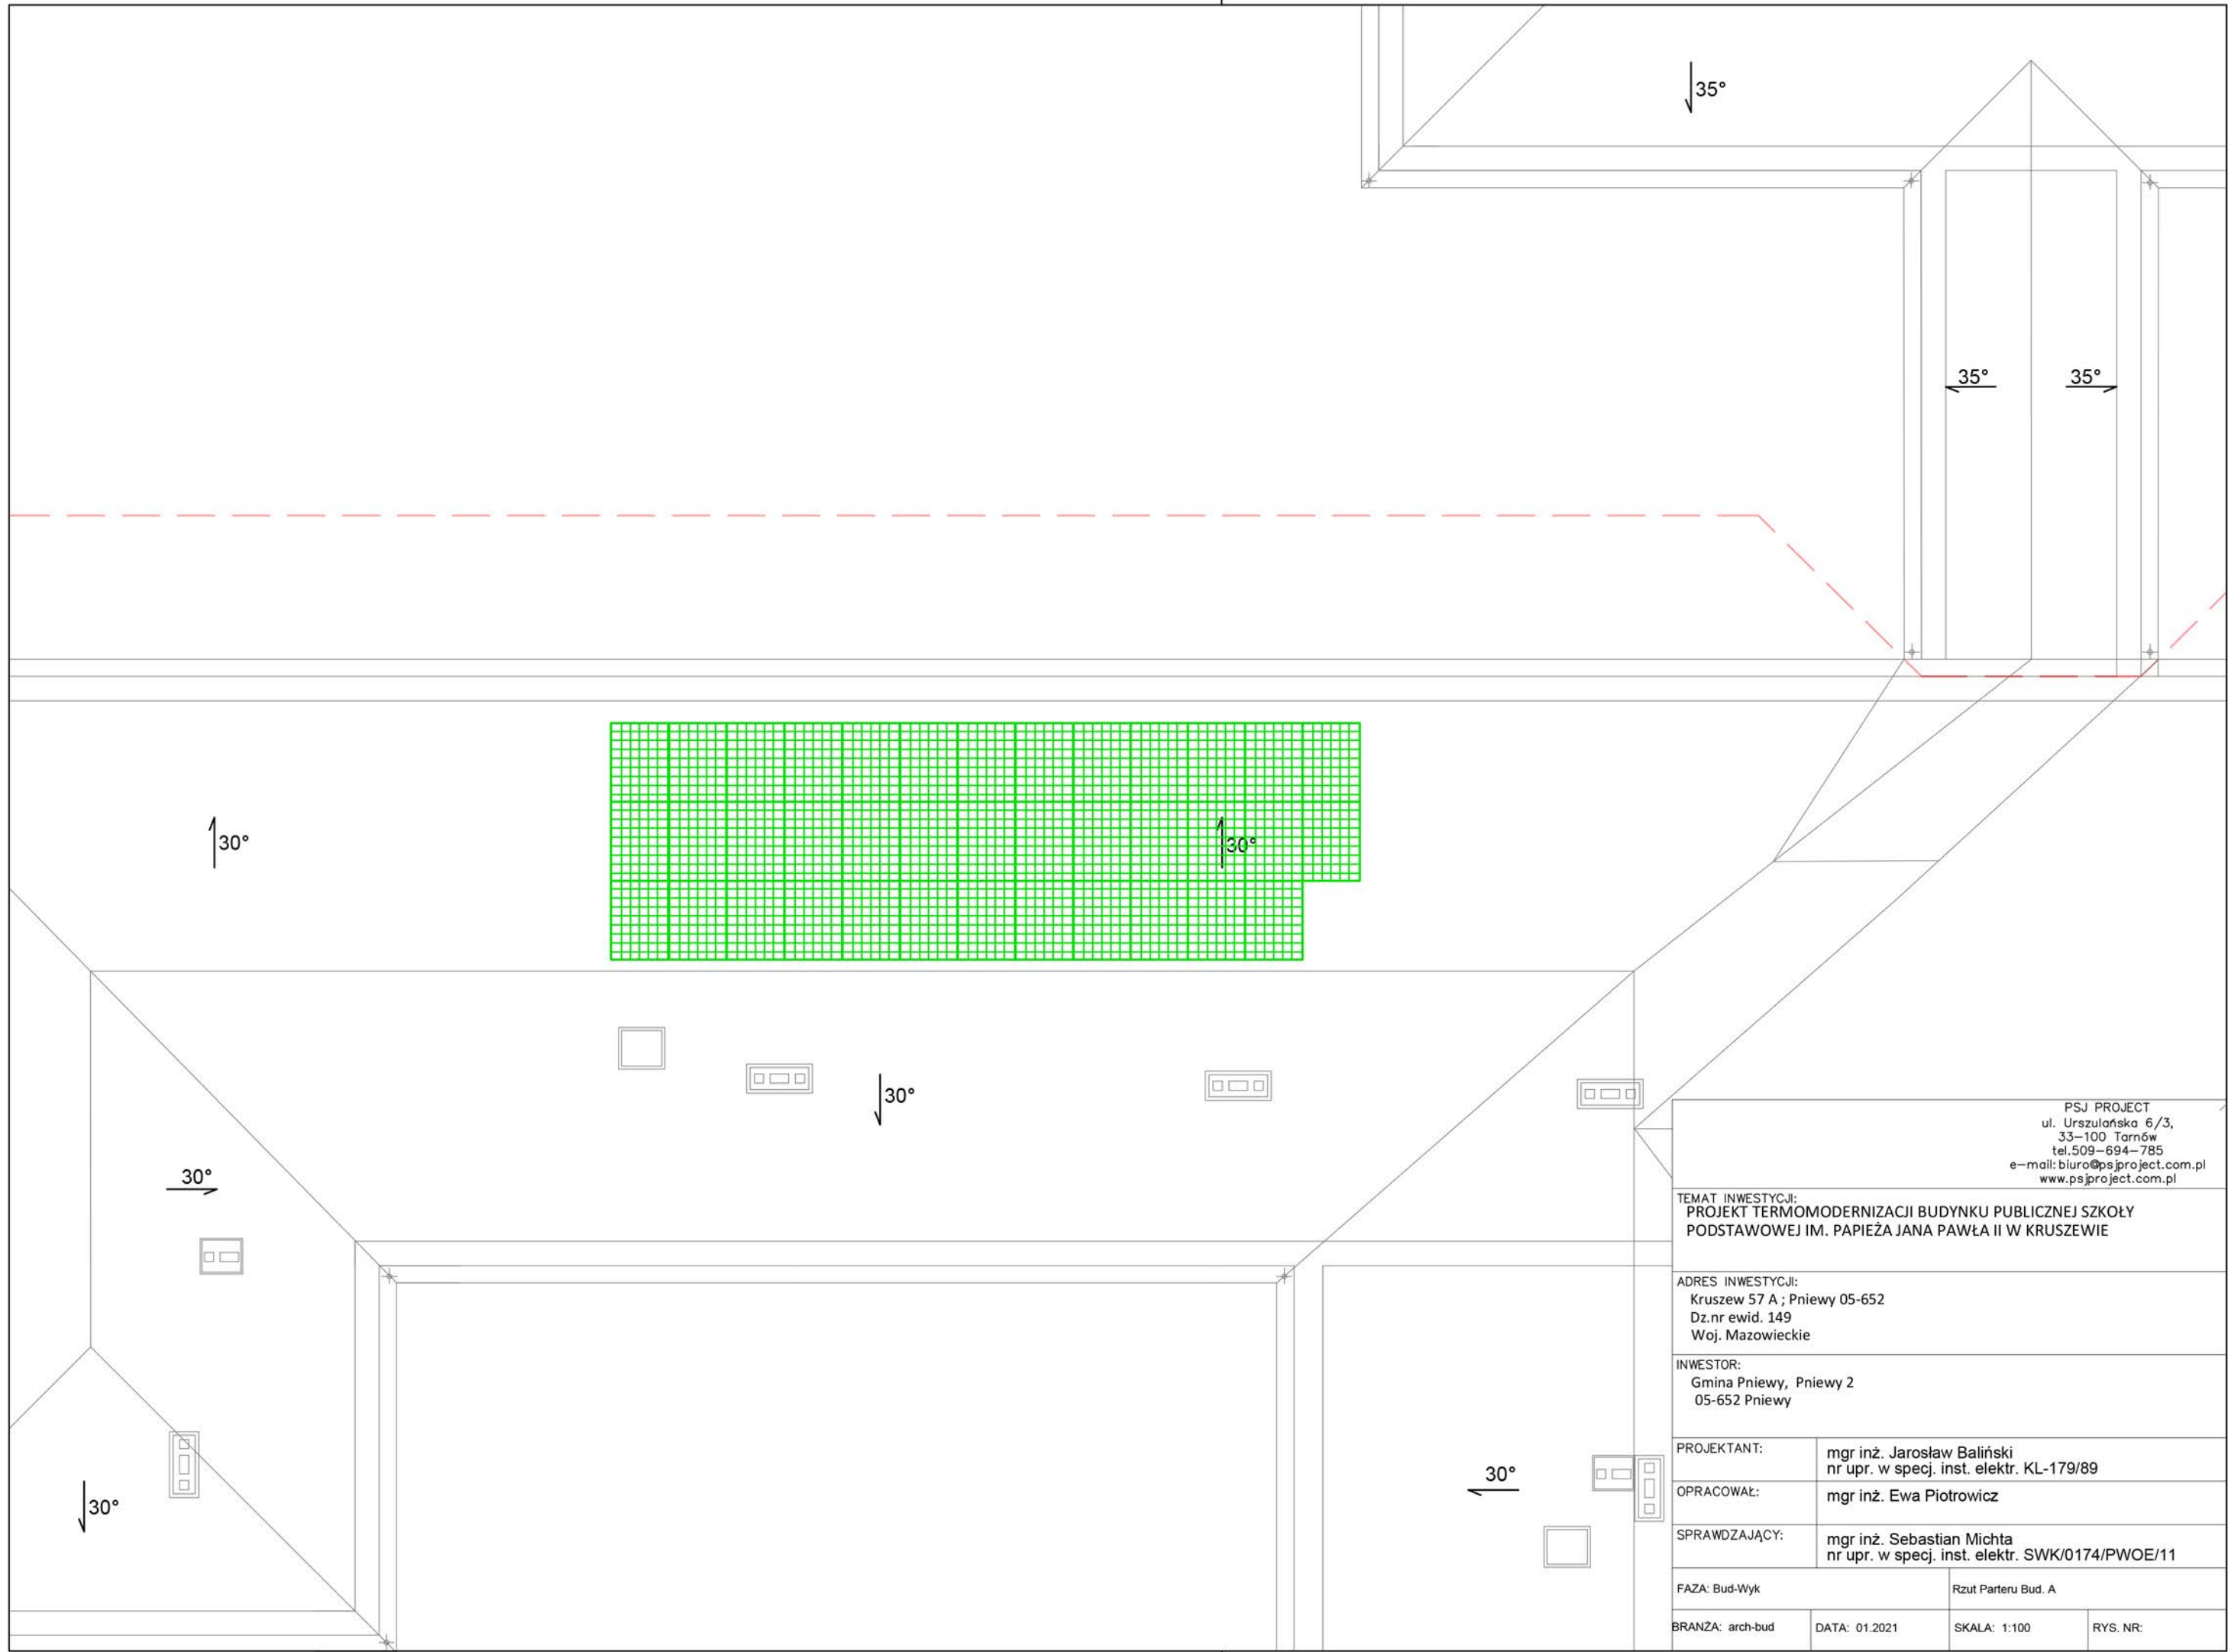 35°
35°
35°
30°
30°
30°
30°
30°
30°
PSJ PROJECT
ul. Urszulańska 6/3,
33-100 Tarnów
tel.509-694-785
e-mail: biuro@psjproject.com.pl
www.psjproject.com.pl
TEMAT INWESTYCJI:
PROJEKT TERMOMODERNIZACJI BUDYNKU PUBLICZNEJ SZKOŁY
PODSTAWOWEJ IM. PAPIEŻA JANA PAWŁA II W KRUSZEWIE
ADRES INWESTYCJI:
Kruszew 57 A ; Pniewy 05-652
Dz.nr ewid. 149
Woj. Mazowieckie
INWESTOR:
Gmina Pniewy, Pniewy 2
05-652 Pniewy
PROJEKTANT:
mgr inż. Jarosław Baliński
nr upr. w specj. inst. elektr. KL-179/89
OPRACOWAŁ:
mgr inż. Ewa Piotrowicz
SPRAWDZAJĄCY:
mgr inż. Sebastian Michta
nr upr. w specj. inst. elektr. SWK/0174/PWOE/11
FAZA: Bud-Wyk
Rzut Parteru Bud. A
BRANŻA: arch-bud
DATA: 01.2021
SKALA: 1:100
RYS. NR: